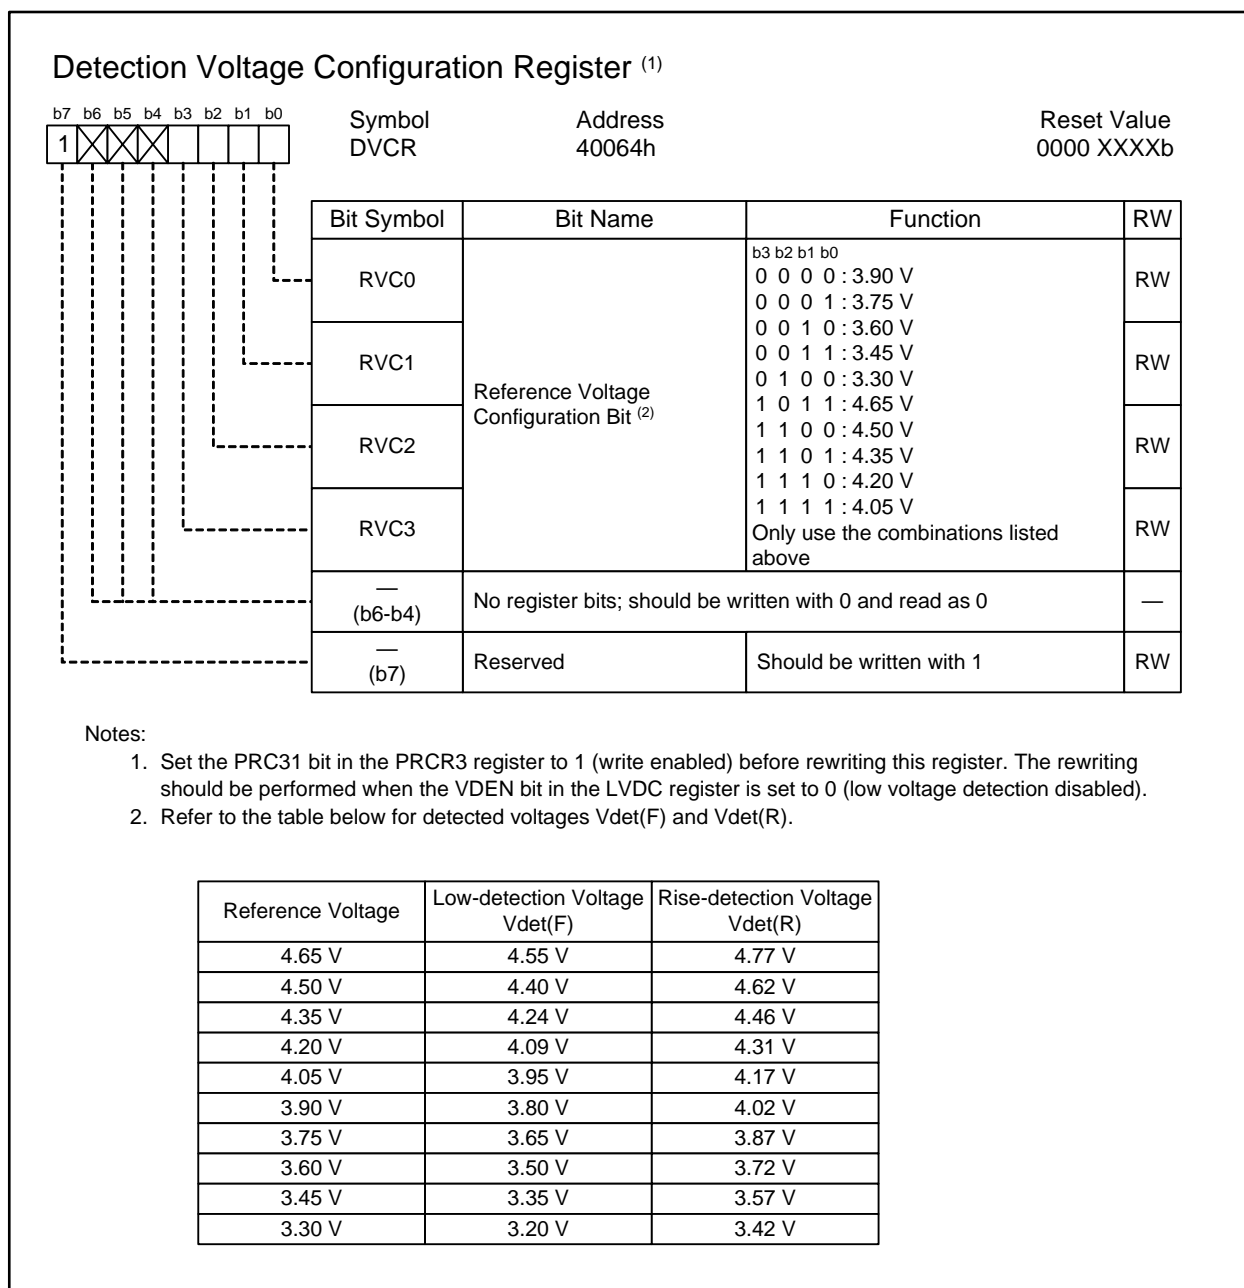 Detection Voltage Configuration Register (1)
b7 b6 b5 b4 b3 b2 b1 b0
1
Symbol Address Reset Value
DVCR 40064h 0000 XXXXb
Bit Symbol Bit Name Function RW
RVC0 RW
RVC1 RW
RVC2 RW
RVC3 RW
Reference Voltage
Configuration Bit (2)
b3 b2 b1 b0
0 0 0 0 : 3.90 V
0 0 0 1 : 3.75 V
0 0 1 0 : 3.60 V
0 0 1 1 : 3.45 V
0 1 0 0 : 3.30 V
1 0 1 1 : 4.65 V
1 1 0 0 : 4.50 V
1 1 0 1 : 4.35 V
1 1 1 0 : 4.20 V
1 1 1 1 : 4.05 V
Only use the combinations listed
above
—
(b6-b4) No register bits; should be written with 0 and read as 0 —
—
(b7) Reserved Should be written with 1 RW
Notes:
1. Set the PRC31 bit in the PRCR3 register to 1 (write enabled) before rewriting this register. The rewriting
should be performed when the VDEN bit in the LVDC register is set to 0 (low voltage detection disabled).
2. Refer to the table below for detected voltages Vdet(F) and Vdet(R).
Reference Voltage Low-detection Voltage Vdet(F) Rise-detection Voltage Vdet(R)
4.65 V 4.55 V 4.77 V
4.50 V 4.40 V 4.62 V
4.35 V 4.24 V 4.46 V
4.20 V 4.09 V 4.31 V
4.05 V 3.95 V 4.17 V
3.90 V 3.80 V 4.02 V
3.75 V 3.65 V 3.87 V
3.60 V 3.50 V 3.72 V
3.45 V 3.35 V 3.57 V
3.30 V 3.20 V 3.42 V